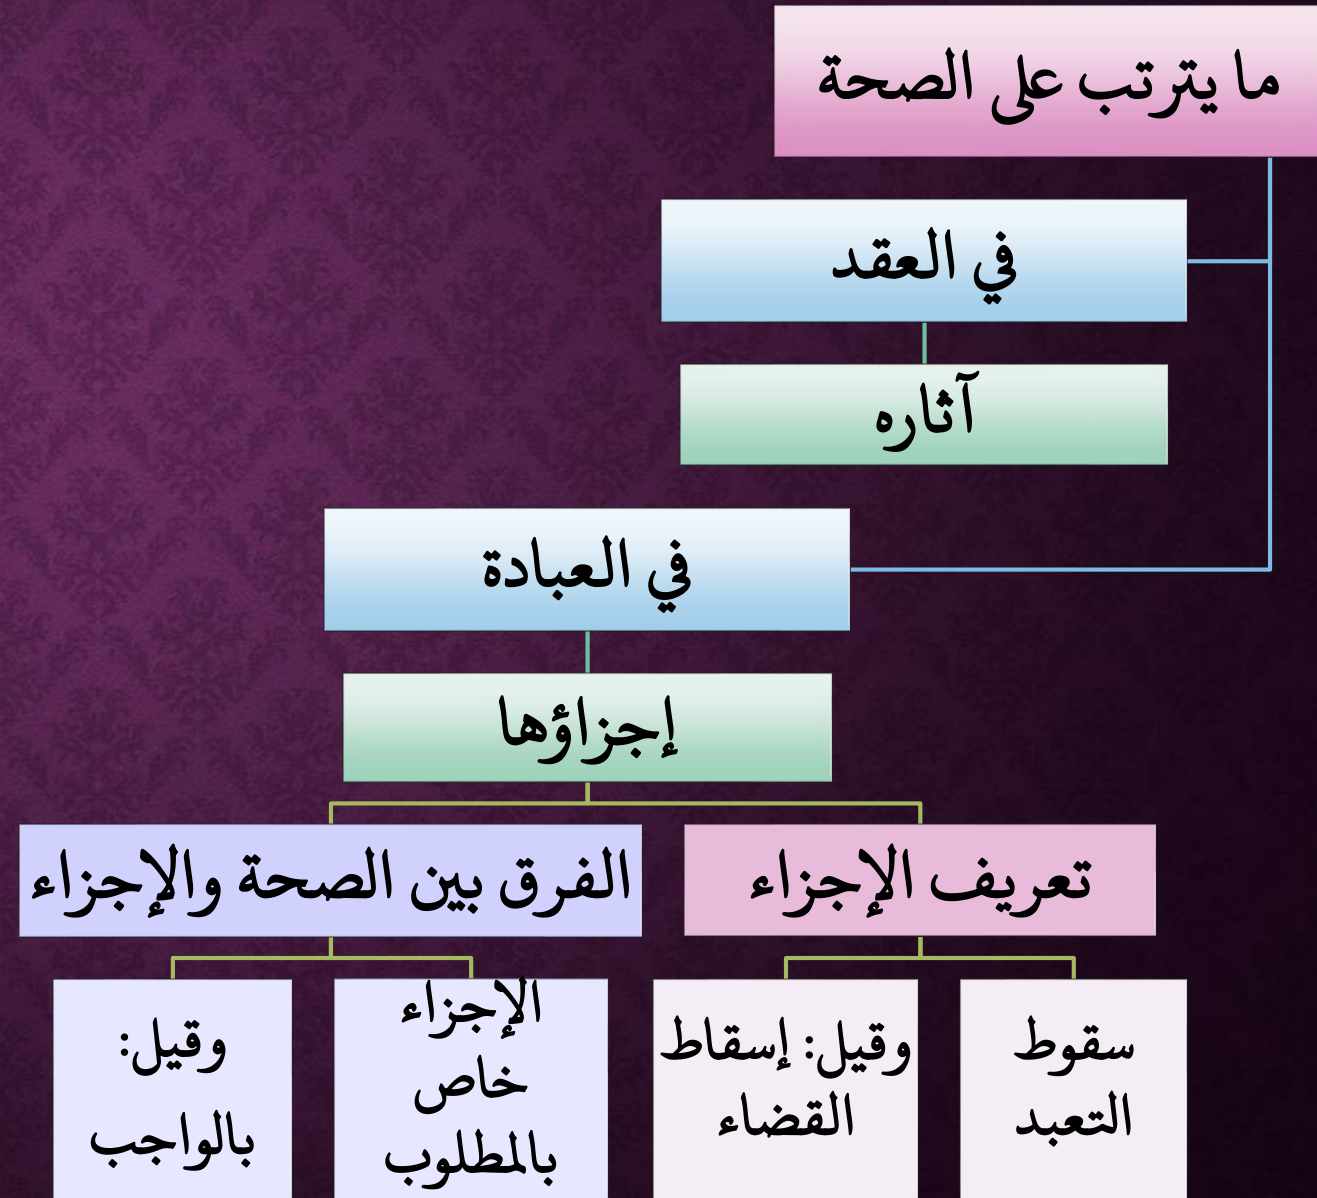 ما يترتب على الصحة
في العقد
آثاره
في العبادة
إجزاؤها
تعريف الإجزاء
الفرق بين الصحة والإجزاء
سقوط
التعبد
وقيل: إسقاط
القضاء
الإجزاء
خاص
بالمطلوب
وقيل:
بالواجب